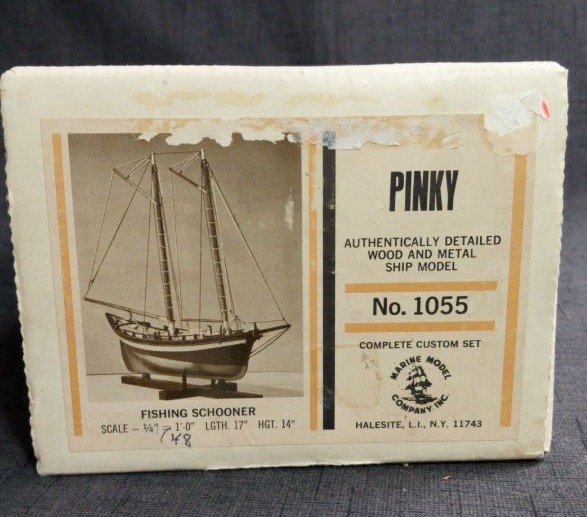 PINKY
AUTHENTICALLY DETAILED
WOOD AND METAL
SHIP MODEL
No. 1055
COMPLETE CUSTOM SET
MARINE MODEL
COMPANY, INC.
HALESITE, L.I., N.Y. 11743
FISHING SCHOONER
SCALE – ¼" = 1'0" LGTH. 17" HGT. 14"
1/48